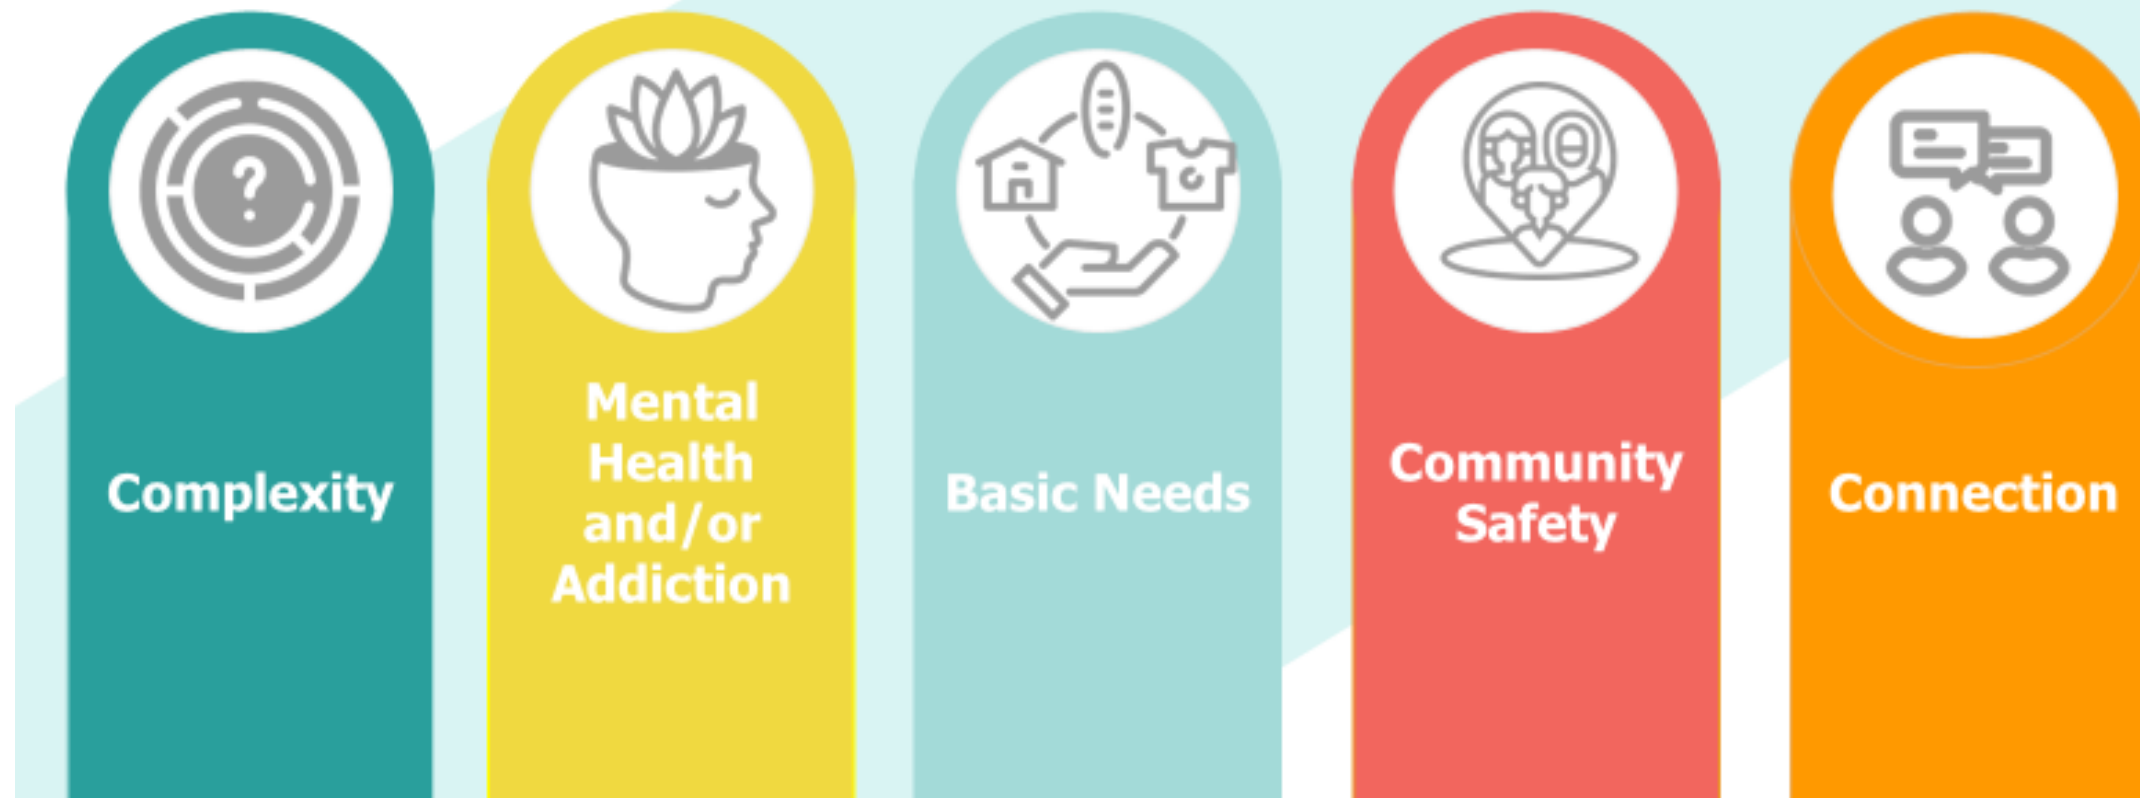 ?
Complexity
Mental
Health
and/or
Addiction
Basic Needs
Community
Safety
Connection